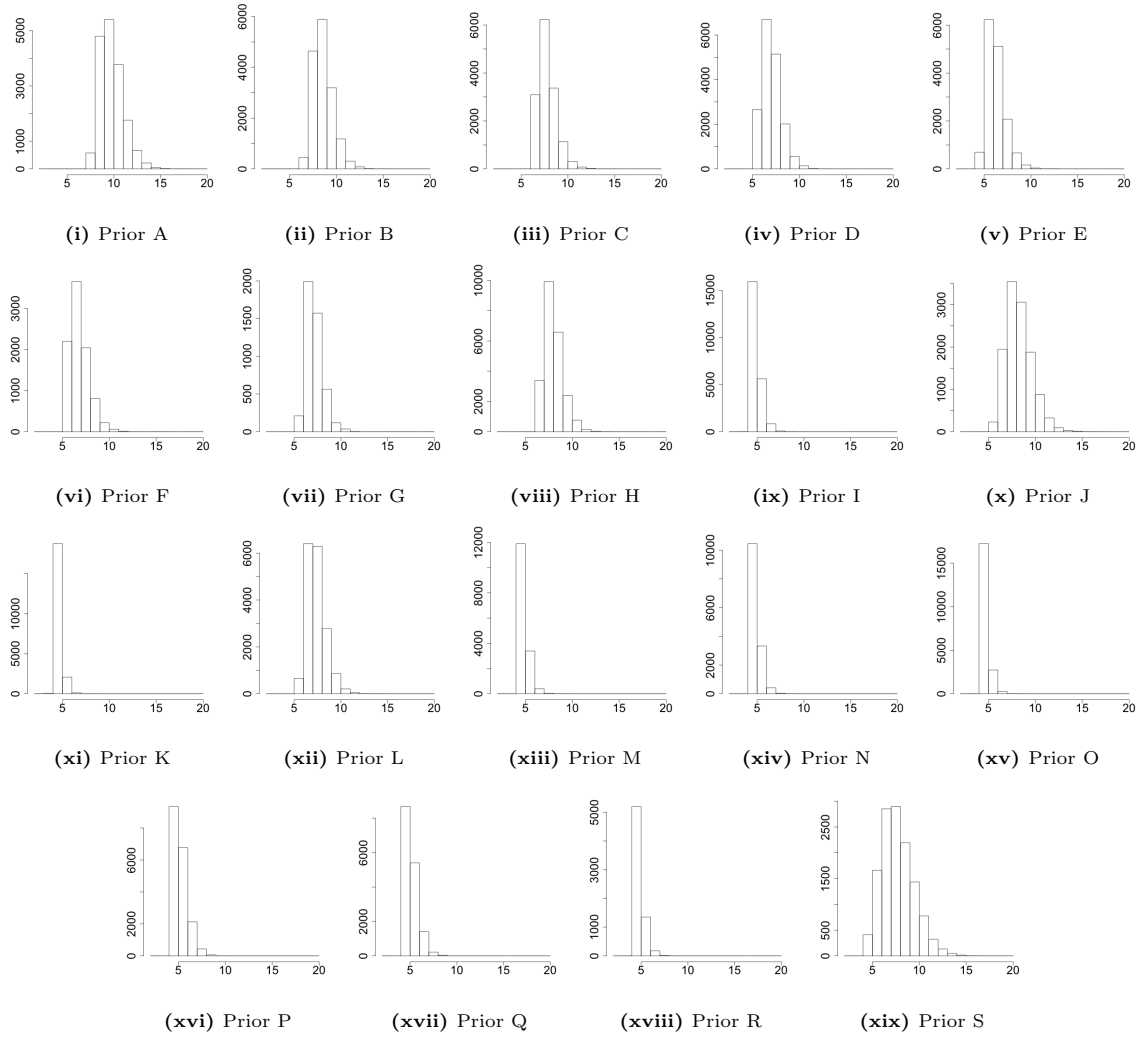 0 1000 3000 5000
5 10 15 20
(i) Prior A
0 2000 4000 6000
5 10 15 20
(ii) Prior B
0 2000 4000 6000
5 10 15 20
(iii) Prior C
0 2000 4000 6000
5 10 15 20
(iv) Prior D
0 2000 4000 6000
5 10 15 20
(v) Prior E
0 1000 2000 3000
5 10 15 20
(vi) Prior F
0 500 1000 1500 2000
5 10 15 20
(vii) Prior G
0 2000 6000 10000
5 10 15 20
(viii) Prior H
0 5000 10000 15000
5 10 15 20
(ix) Prior I
0 1000 2000 3000
5 10 15 20
(x) Prior J
0 5000 10000
5 10 15 20
(xi) Prior K
0 2000 4000 6000
5 10 15 20
(xii) Prior L
0 4000 8000 12000
5 10 15 20
(xiii) Prior M
0 2000 6000 10000
5 10 15 20
(xiv) Prior N
0 5000 10000 15000
5 10 15 20
(xv) Prior O
0 2000 6000
5 10 15 20
(xvi) Prior P
0 2000 6000
5 10 15 20
(xvii) Prior Q
0 1000 3000 5000
5 10 15 20
(xviii) Prior R
0 500 1500 2500
5 10 15 20
(xix) Prior S